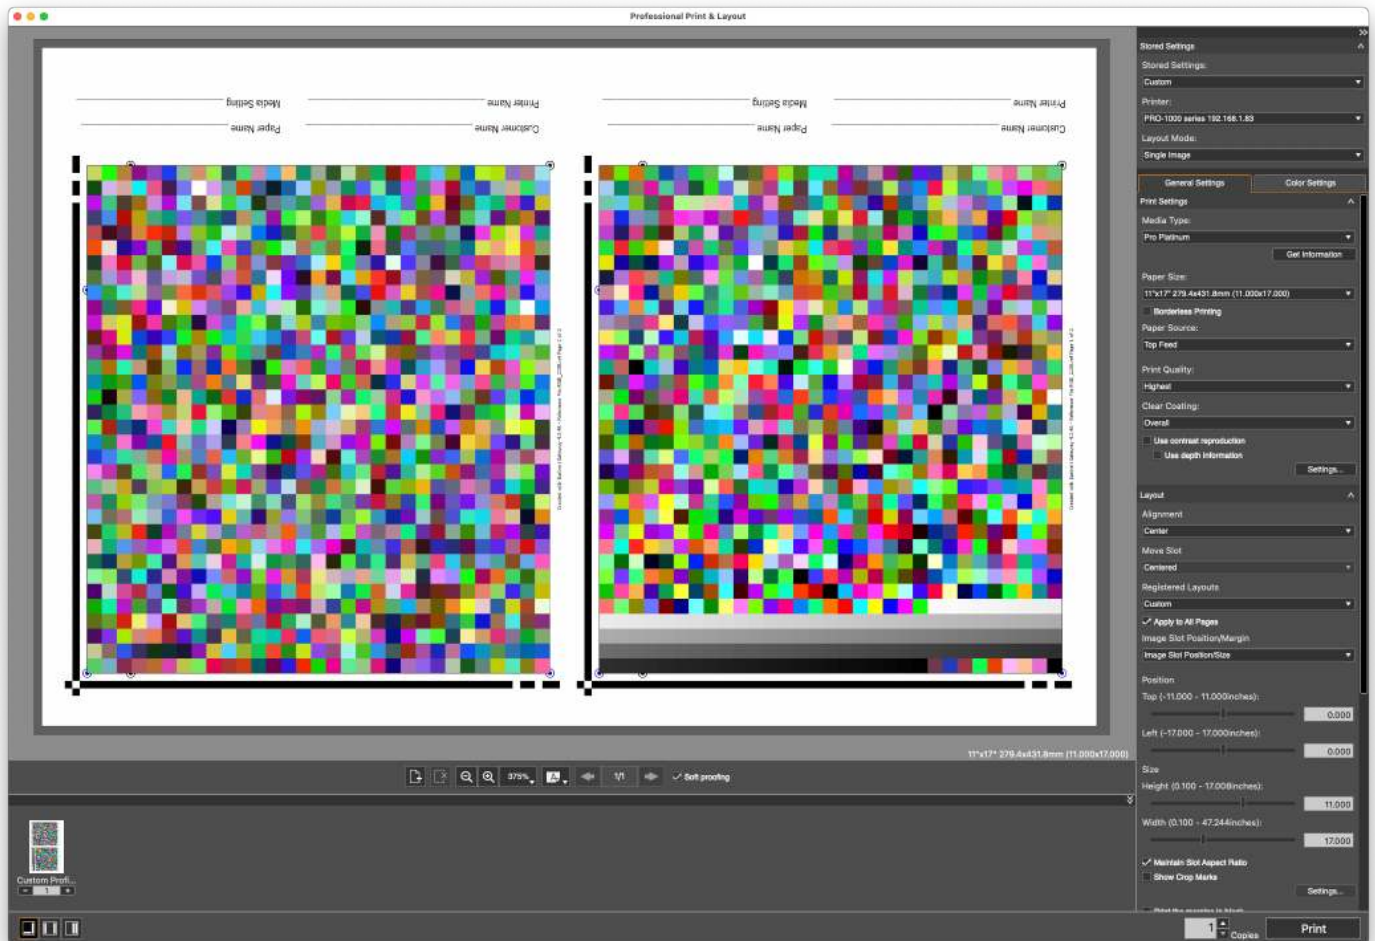 Professional Print & Layout
Media Setting
Printer Name
Media Setting
Printer Name
Paper Name
Customer Name
Paper Name
Customer Name
11"x17" 279.4x431.8mm (11.000x17.000)
375%
1/1
Soft proofing
Custom Profi...
1
Stored Settings
Stored Settings:
Custom
Printer:
PRO-1000 series 192.168.1.83
Layout Mode:
Single Image
General Settings
Color Settings
Print Settings
Media Type:
Pro Platinum
Get Information
Paper Size:
11"x17" 279.4x431.8mm (11.000x17.000)
Borderless Printing
Paper Source:
Top Feed
Print Quality:
Highest
Clear Coating:
Overall
Use contrast reproduction
Use depth information
Settings...
Layout
Alignment
Center
Move Slot
Centered
Registered Layouts
Custom
Apply to All Pages
Image Slot Position/Margin
Image Slot Position/Size
Position
Top (-11.000 - 11.000inches):
0.000
Left (-17.000 - 17.000inches):
0.000
Size
Height (0.100 - 17.008inches):
11.000
Width (0.100 - 47.244inches):
17.000
Maintain Slot Aspect Ratio
Show Crop Marks
Settings...
1
Copies
Print